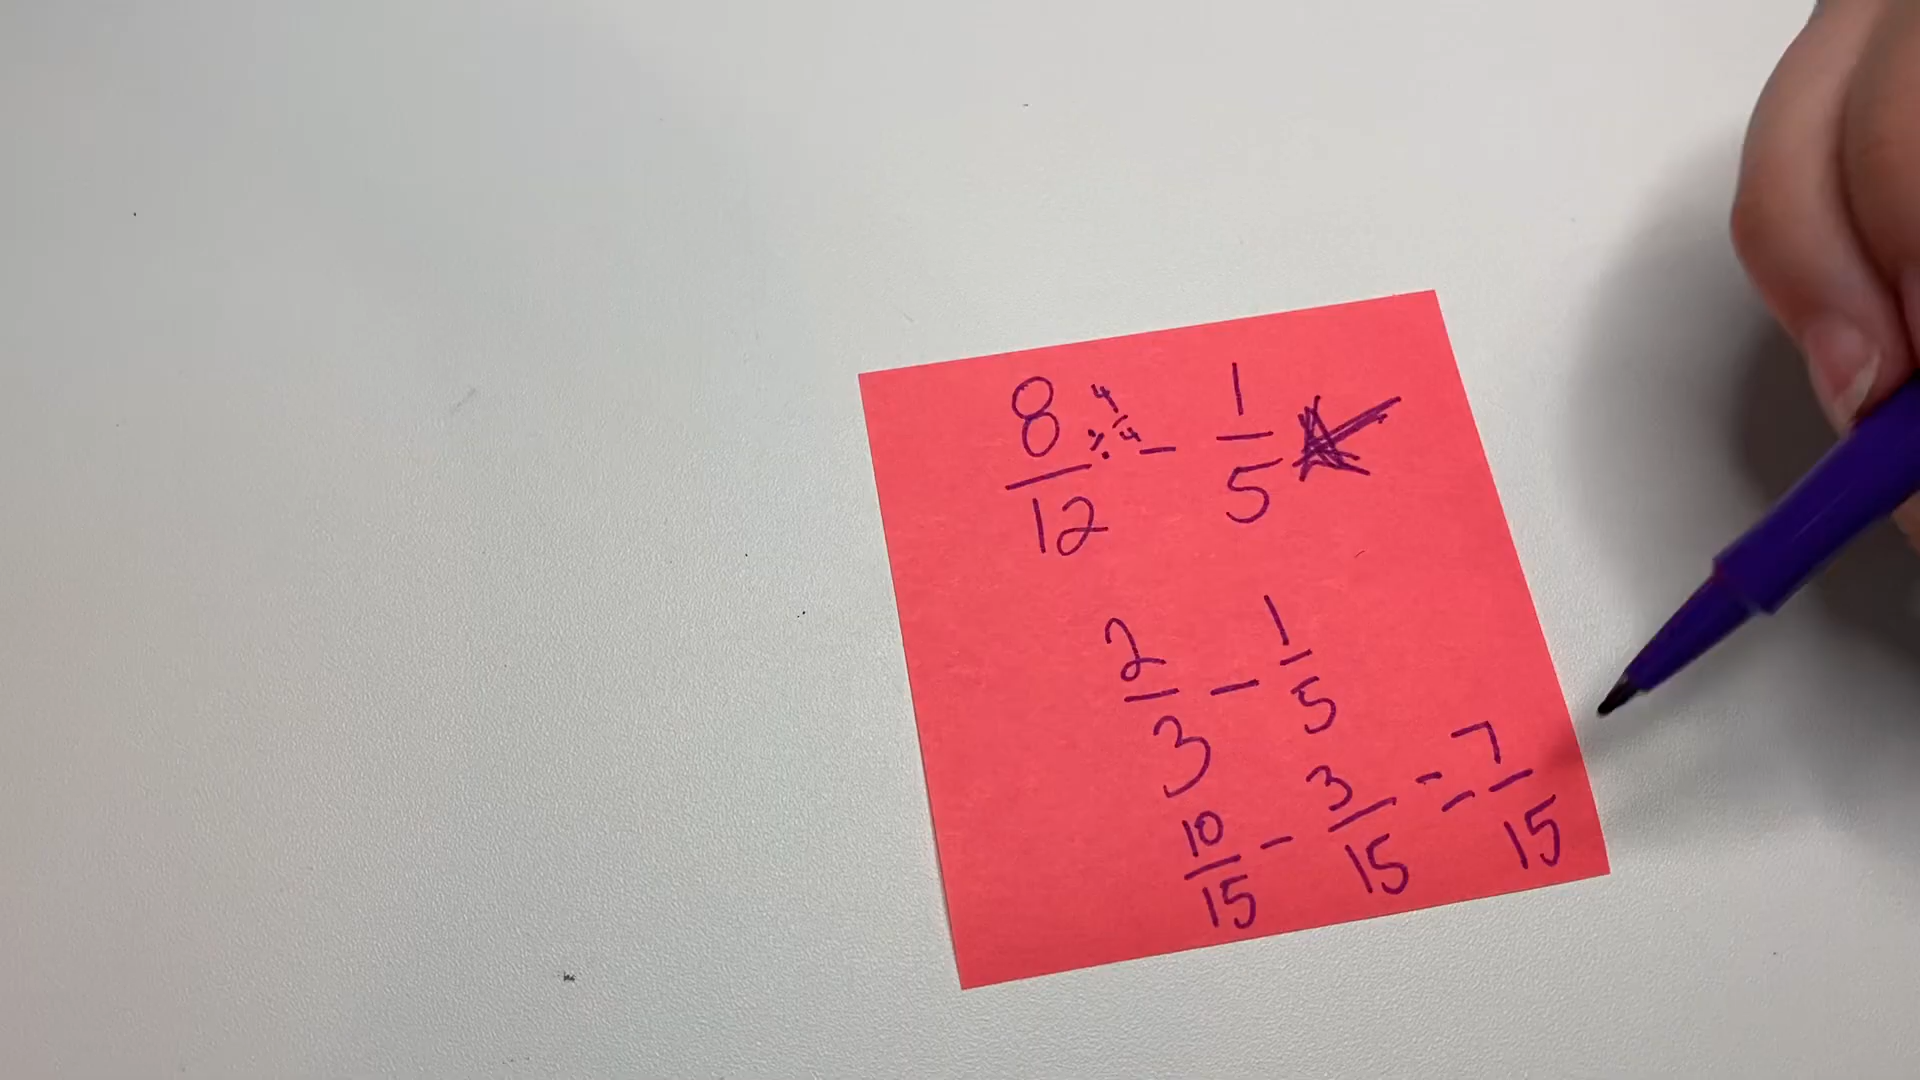 8/12 ÷ 4/4 - 1/5
2/3 - 1/5
10/15 - 3/15 = 7/15